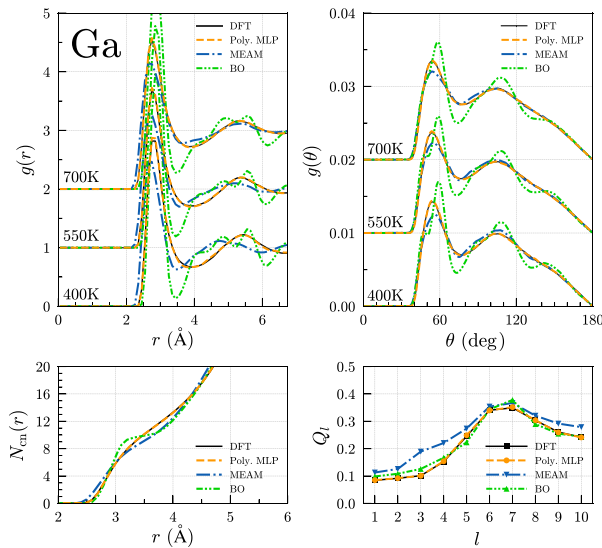 Ga
g(r)
5
4
3
2
1
0
700K
550K
400K
0 2 4 6
r (Å)
DFT
Poly. MLP
MEAM
BO
g(θ)
0.04
0.03
0.02
0.01
0.00
700K
550K
400K
0 60 120 180
θ (deg)
DFT
Poly. MLP
MEAM
BO
N_cn(r)
20
16
12
8
4
0
2 3 4 5 6
r (Å)
DFT
Poly. MLP
MEAM
BO
Q_l
0.5
0.4
0.3
0.2
0.1
0.0
1 2 3 4 5 6 7 8 9 10
l
DFT
Poly. MLP
MEAM
BO